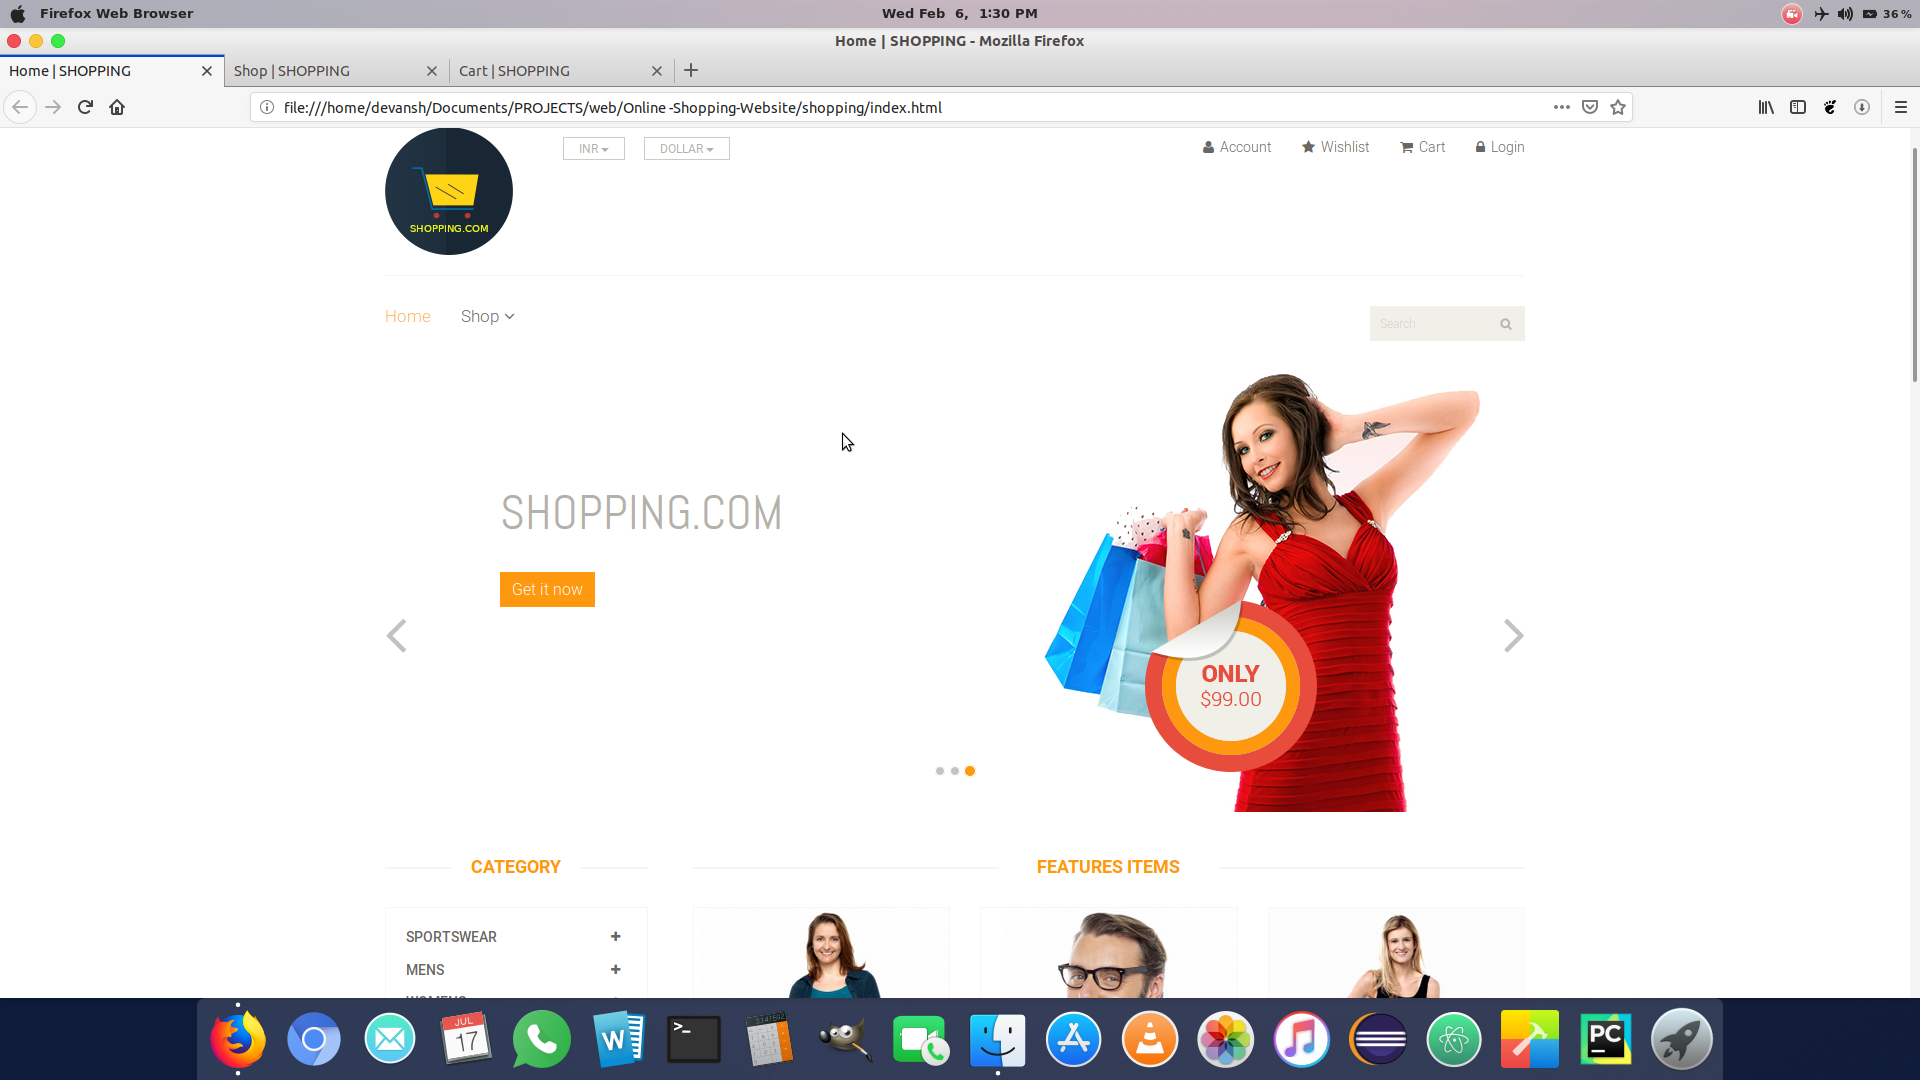 Firefox Web Browser
Wed Feb 6, 1:30 PM
36%
Home | SHOPPING - Mozilla Firefox
Home | SHOPPING
Shop | SHOPPING
Cart | SHOPPING
file:///home/devansh/Documents/PROJECTS/web/Online-Shopping-Website/shopping/index.html
SHOPPING.COM
INR
DOLLAR
Account
Wishlist
Cart
Login
Home
Shop
Search
SHOPPING.COM
Get it now
ONLY
$99.00
CATEGORY
FEATURES ITEMS
SPORTSWEAR
MENS
WOMENS
JUL
17
W
>_
PC